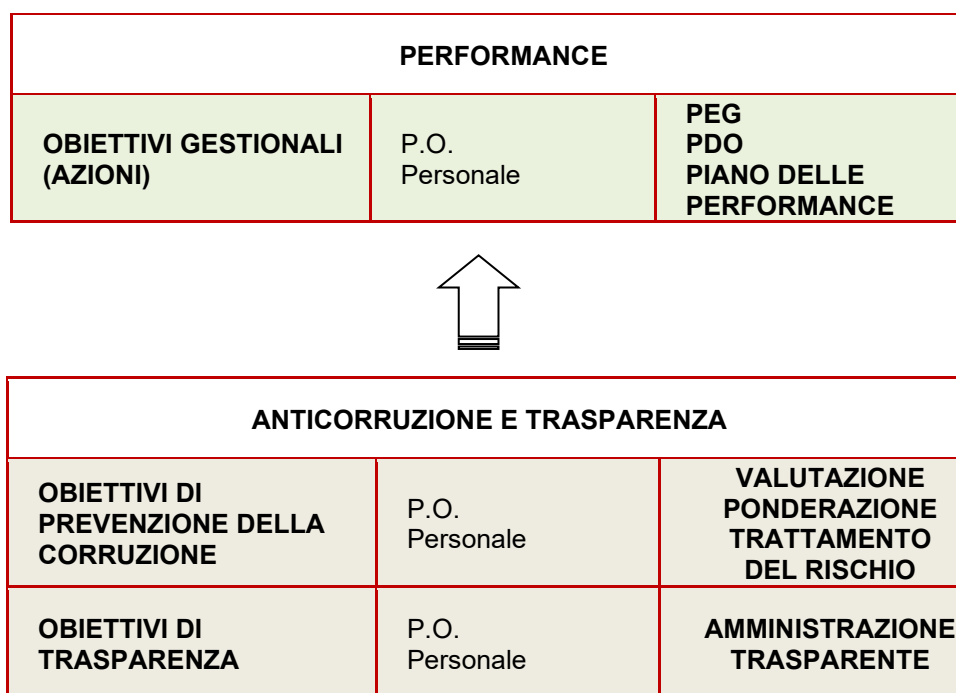 PERFORMANCE
OBIETTIVI GESTIONALI
(AZIONI)
P.O.
Personale
PEG
PDO
PIANO DELLE
PERFORMANCE
ANTICORRUZIONE E TRASPARENZA
OBIETTIVI DI
PREVENZIONE DELLA
CORRUZIONE
P.O.
Personale
VALUTAZIONE
PONDERAZIONE
TRATTAMENTO
DEL RISCHIO
OBIETTIVI DI
TRASPARENZA
P.O.
Personale
AMMINISTRAZIONE
TRASPARENTE